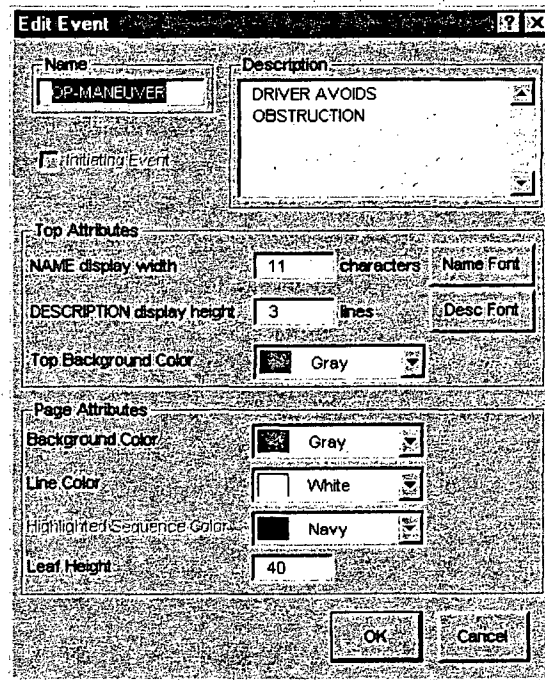 Edit Event
Name
OP-MANEUVER
Description
DRIVER AVOIDS
OBSTRUCTION
Initiating Event
Top Attributes
NAME display width 11 characters Name Font
DESCRIPTION display height 3 lines Desc Font
Top Background Color Gray
Page Attributes
Background Color Gray
Line Color White
Highlighted Sequence Color Navy
Leaf Height 40
OK Cancel